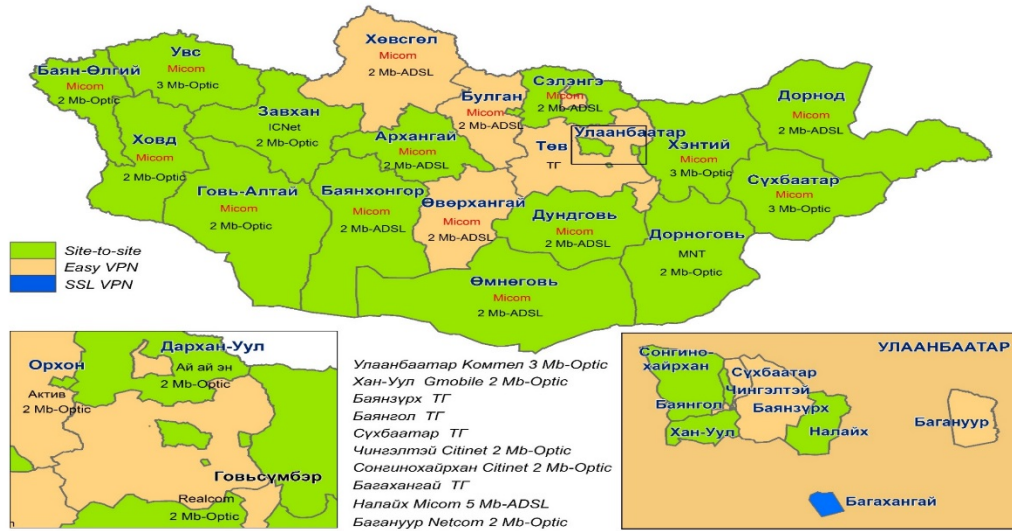 Хөвсгөл
Micom
2 Mb-ADSL
Увс
Micom
3 Mb-Optic
Баян-Өлгий
Micom
2 Mb-Optic
Ховд
Micom
2 Mb-Optic
Завхан
ICNet
2 Mb-Optic
Булган
Micom
2 Mb-ADSL
Сэлэнгэ
Micom
2 Mb-ADSL
Архангай
Micom
2 Mb-ADSL
Улаанбаатар
Төв
ТГ
Дорнод
Micom
2 Mb-ADSL
Хэнтий
Micom
3 Mb-Optic
Сүхбаатар
Micom
3 Mb-Optic
Говь-Алтай
Micom
2 Mb-Optic
Баянхонгор
Micom
2 Mb-ADSL
Өвөрхангай
Micom
2 Mb-ADSL
Дундговь
Micom
2 Mb-ADSL
Дорноговь
MNT
2 Mb-Optic
Өмнөговь
Micom
2 Mb-ADSL
Site-to-site
Easy VPN
SSL VPN
Орхон
Актив
2 Mb-Optic
Дархан-Уул
Ай ай эн
2 Mb-Optic
Говьсүмбэр
Realcom
2 Mb-Optic
Улаанбаатар Комтел 3 Mb-Optic
Хан-Уул Gmobile 2 Mb-Optic
Баянзүрх ТГ
Баянгол ТГ
Сүхбаатар ТГ
Чингэлтэй Citinet 2 Mb-Optic
Сонгинохайрхан Citinet 2 Mb-Optic
Багахангай ТГ
Налайх Micom 5 Mb-ADSL
Багануур Netcom 2 Mb-Optic
УЛААНБААТАР
Сонгино-
хайрхан
Сүхбаатар
Чингэлтэй
Баянгол
Баянзүрх
Хан-Уул
Налайх
Багануур
Багахангай